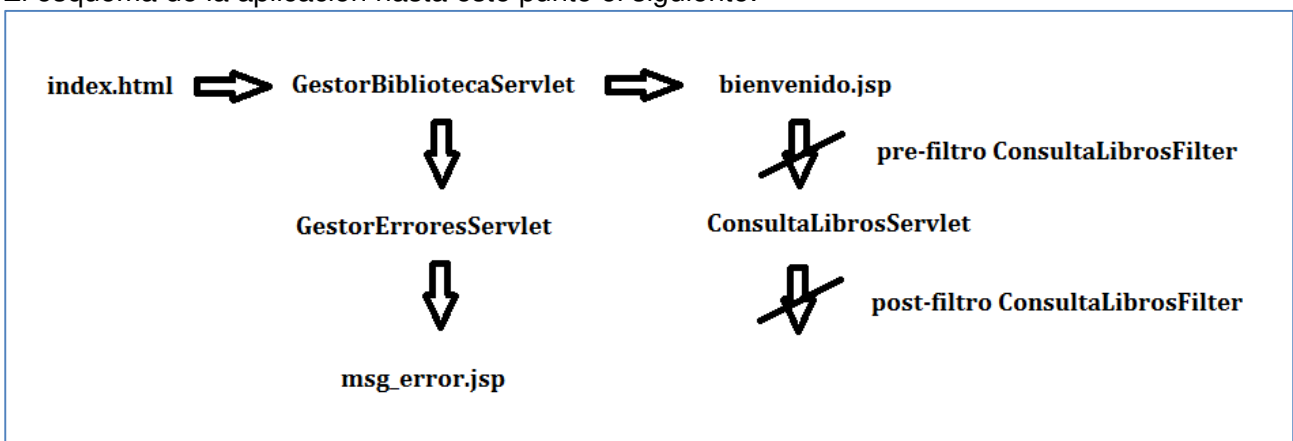 El esquema de la aplicación hasta este punto el siguiente:
index.html GestorBibliotecaServlet bienvenido.jsp
pre-filtro ConsultaLibrosFilter
GestorErroresServlet ConsultaLibrosServlet
post-filtro ConsultaLibrosFilter
msg_error.jsp